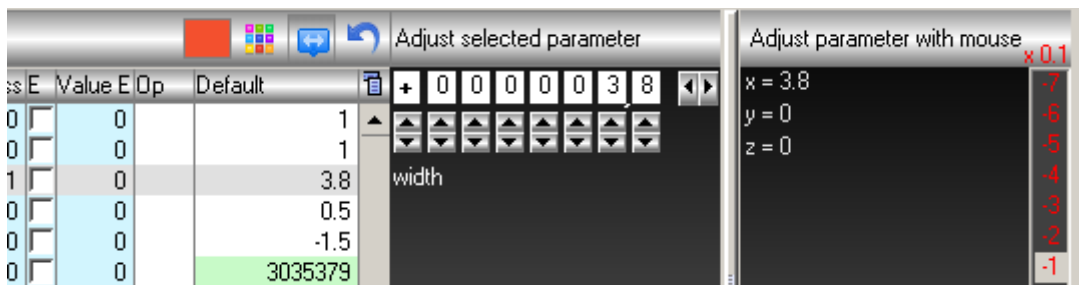 Adjust selected parameter
Adjust parameter with mouse
x 0.1
ss E Value E Op Default
+ 0 0 0 0 0 3 , 8
x = 3.8
-7
0 0 1
y = 0
-6
0 0 1
z = 0
-5
1 0 3.8
width
-4
0 0 0.5
-3
0 0 -1.5
-2
0 0 3035379
-1